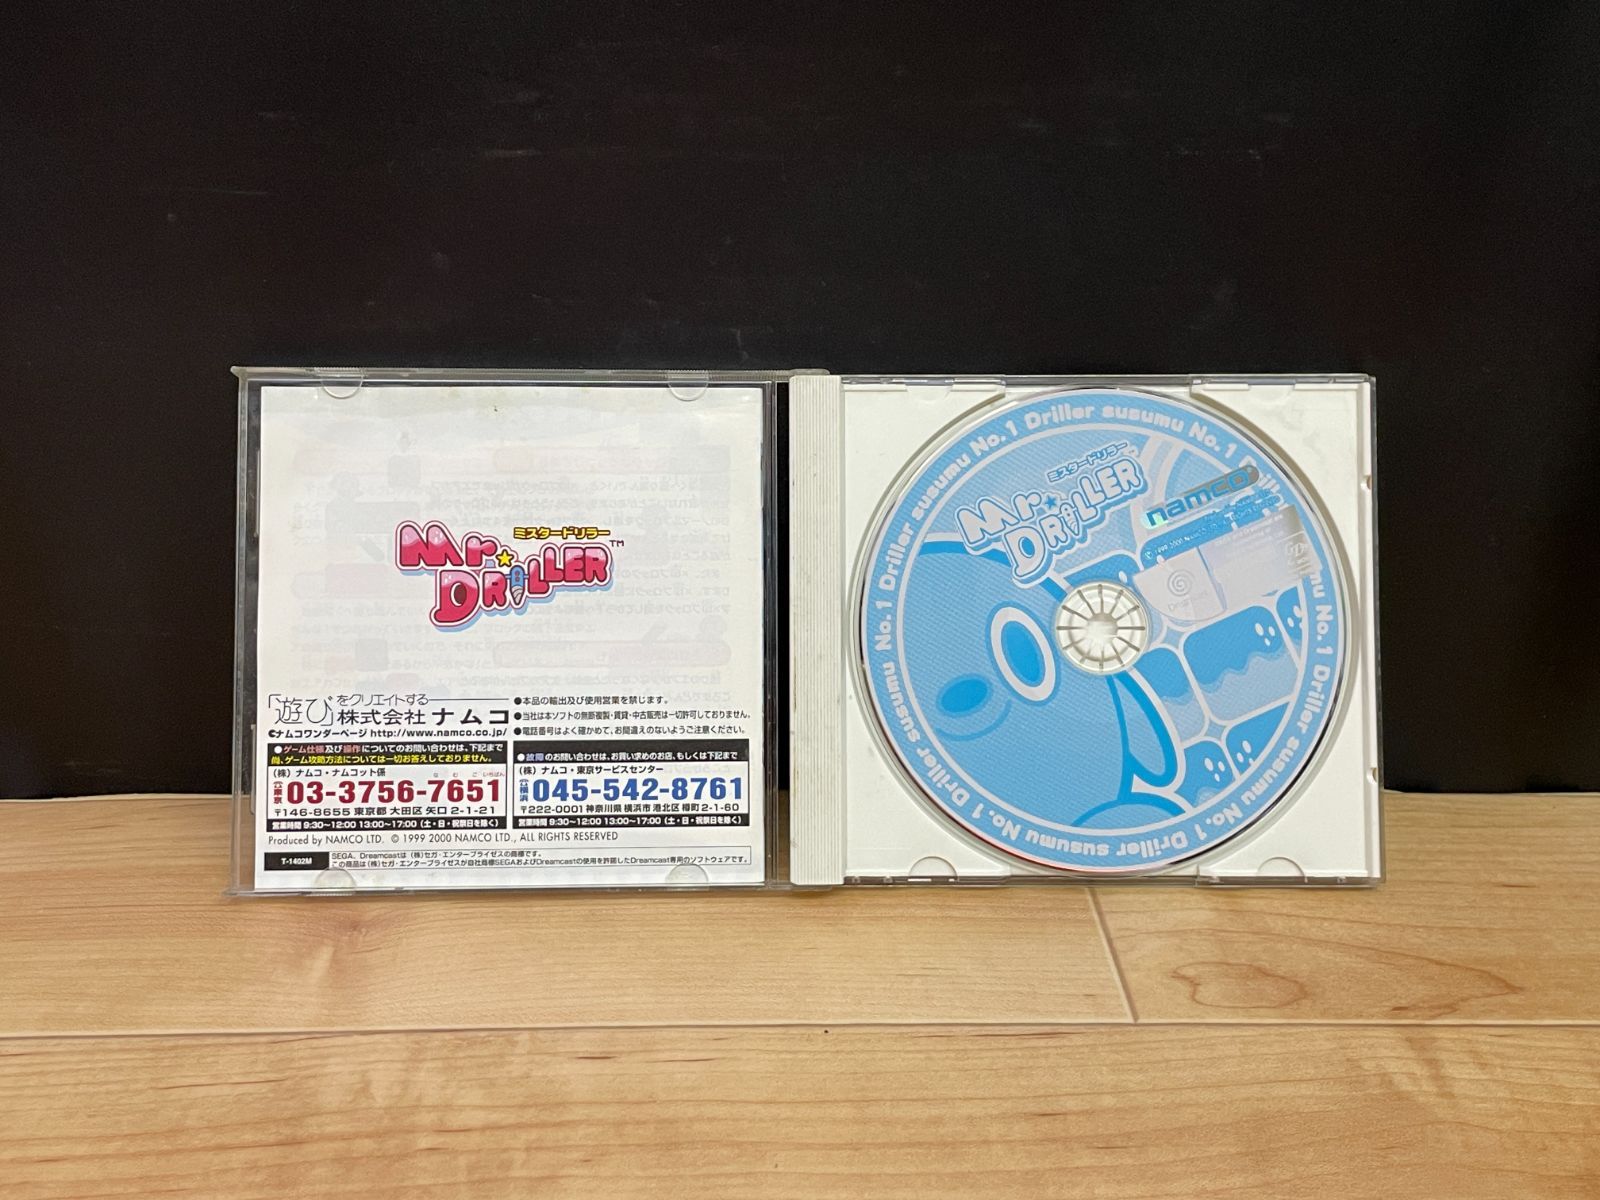 ミスタードリラー
Mr. DRILLER™
「遊び」をクリエイトする
株式会社ナムコ
ナムコワンダーページ http://www.namco.co.jp/
●本品の輸出及び使用営業を禁じます。
●当社は本ソフトの無断複製・賃貸・中古販売は一切許可しておりません。
●電話番号はよく確かめて、お間違えのないようご注意ください。
●ゲーム仕様及び操作についてのお問い合わせは、下記まで
尚、ゲーム攻略方法については一切お答えしておりません。
(株) ナムコ・ナムコット係
なむこ いちばん
東京 03-3756-7651
〒146-8655 東京都 大田区 矢口 2-1-21
営業時間 9:30～12:00 13:00～17:00 (土・日・祝祭日を除く)
●故障のお問い合わせは、お買い求めのお店、もしくは下記まで
(株) ナムコ・東京サービスセンター
横浜 045-542-8761
〒222-0001 神奈川県 横浜市 港北区 樽町 2-1-60
営業時間 9:30～12:00 13:00～17:00 (土・日・祝祭日を除く)
Produced by NAMCO LTD. © 1999 2000 NAMCO LTD., ALL RIGHTS RESERVED
T-1402M
SEGA、Dreamcastは(株)セガ・エンタープライゼスの商標です。
この商品は(株)セガ・エンタープライゼスが自社商標SEGAおよびDreamcastの使用を許諾したDreamcast専用のソフトウェアです。
No.1 Driller susumu No.1 Driller susumu No.1 Driller susumu No.1 Driller susumu No.1 Driller susumu No.1 Driller susumu
ミスタードリラー
Mr. DRILLER
namco
Dreamcast